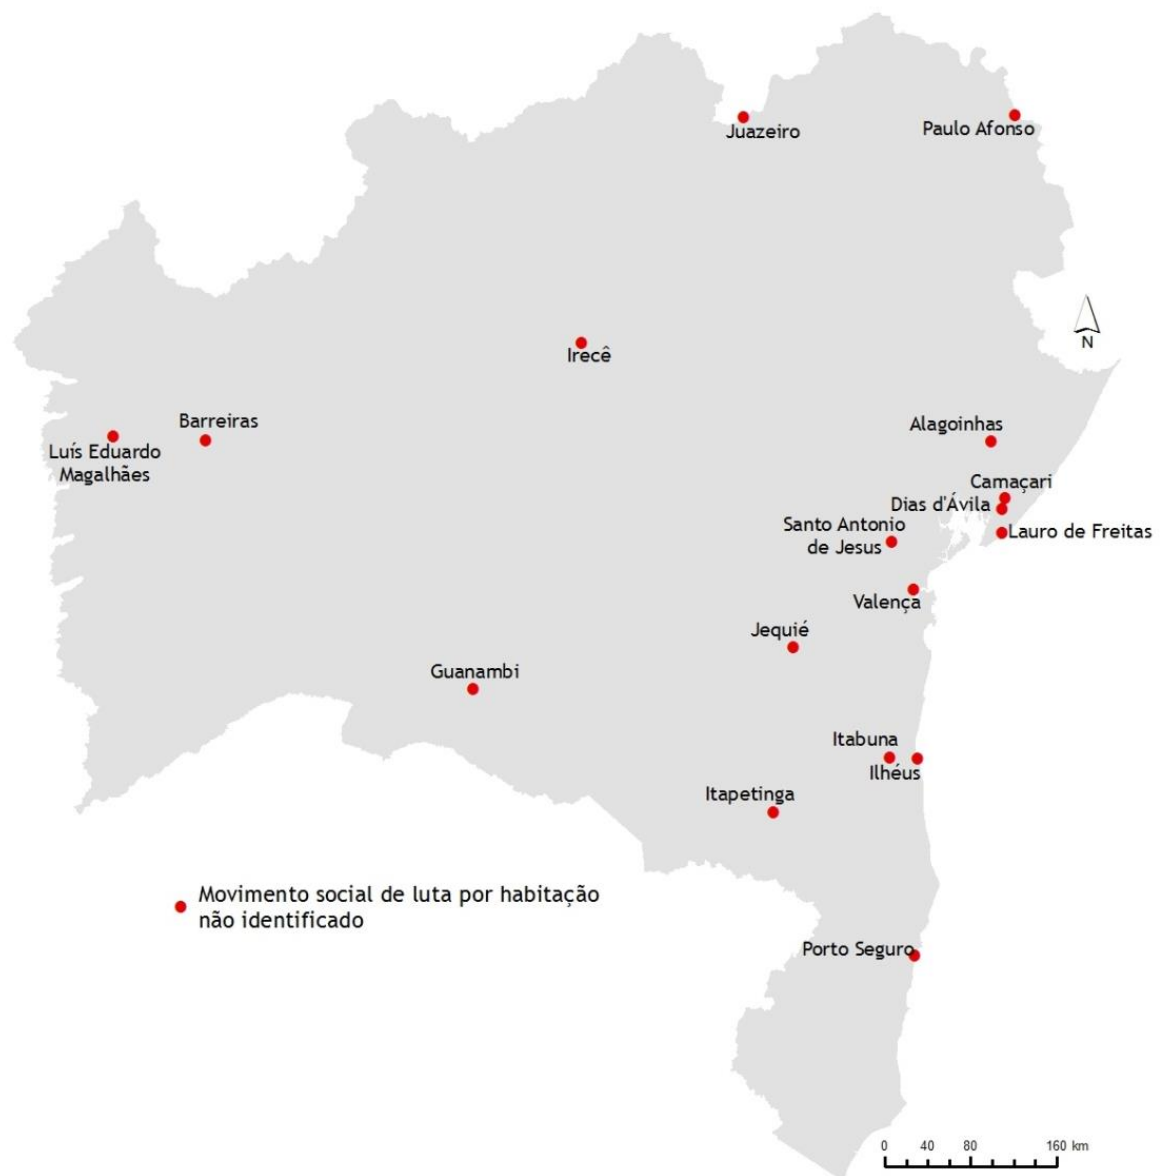 Juazeiro
Paulo Afonso
N
Irecê
Barreiras
Luís Eduardo
Magalhães
Alagoinhas
Camaçari
Dias d'Ávila
Lauro de Freitas
Santo Antonio
de Jesus
Valença
Jequié
Guanambi
Itabuna
Ilhéus
Itapetinga
Movimento social de luta por habitação
não identificado
Porto Seguro
0 40 80 160 km